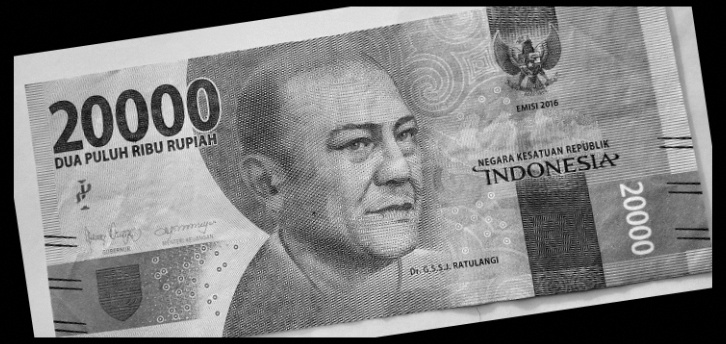 20000
DUA PULUH RIBU RUPIAH
EMISI 2016
NEGARA KESATUAN REPUBLIK
INDONESIA
20000
GUBERNUR
MENTERI KEUANGAN
Dr. G.S.S.J. RATULANGI